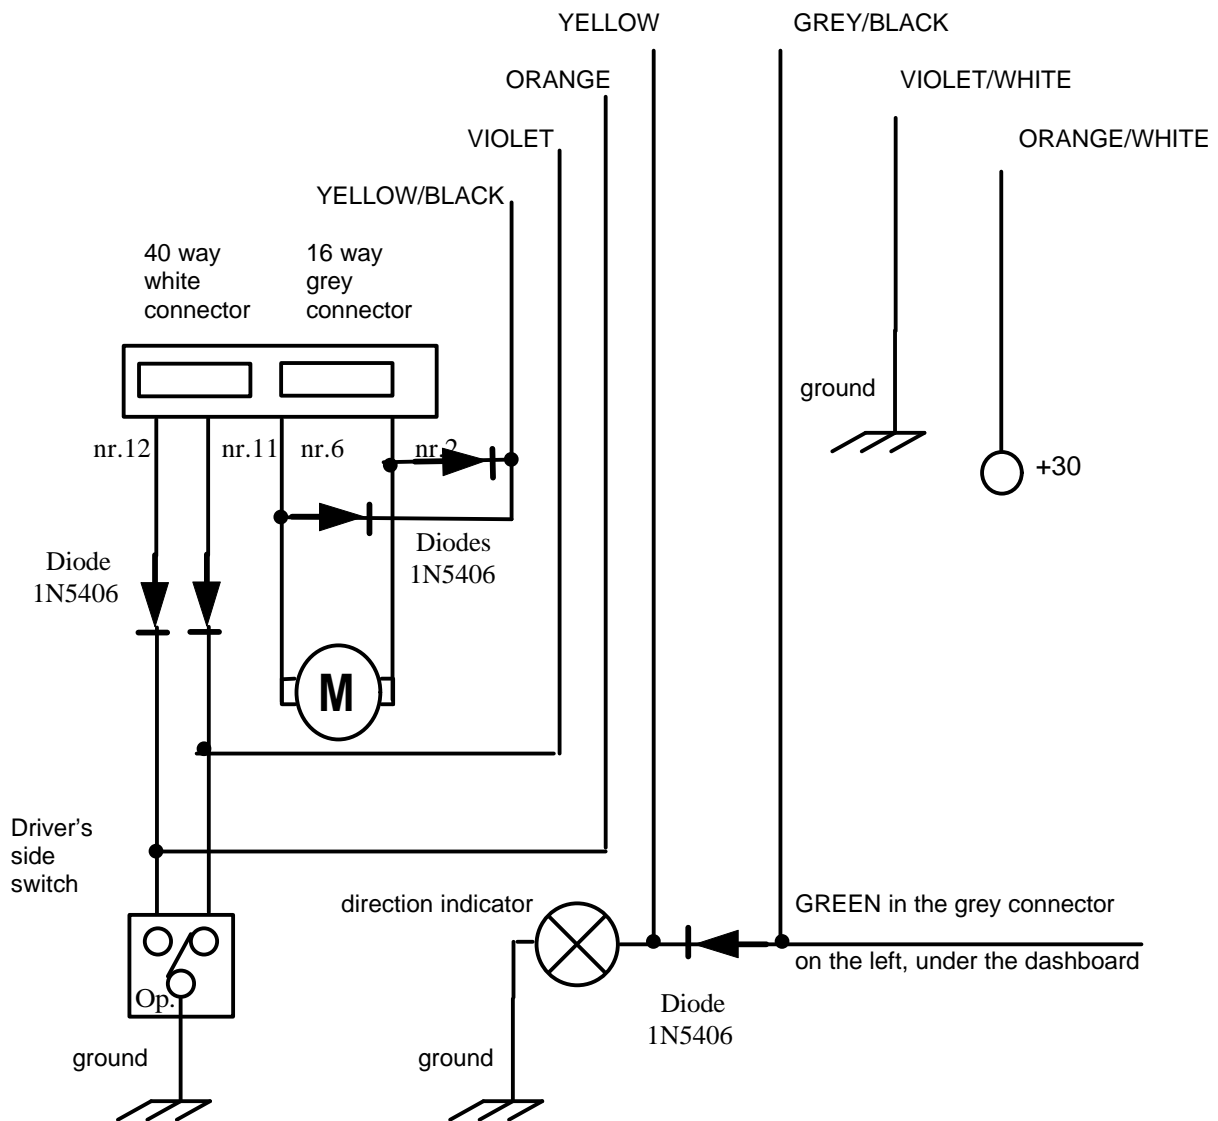 YELLOW
GREY/BLACK
ORANGE
VIOLET/WHITE
VIOLET
ORANGE/WHITE
YELLOW/BLACK
40 way
white
connector
16 way
grey
connector
ground
nr.12
nr.11
nr.6
nr.2
+30
Diode
1N5406
Diodes
1N5406
M
Driver's
side
switch
direction indicator
GREEN in the grey connector
on the left, under the dashboard
Op.
Diode
1N5406
ground
ground